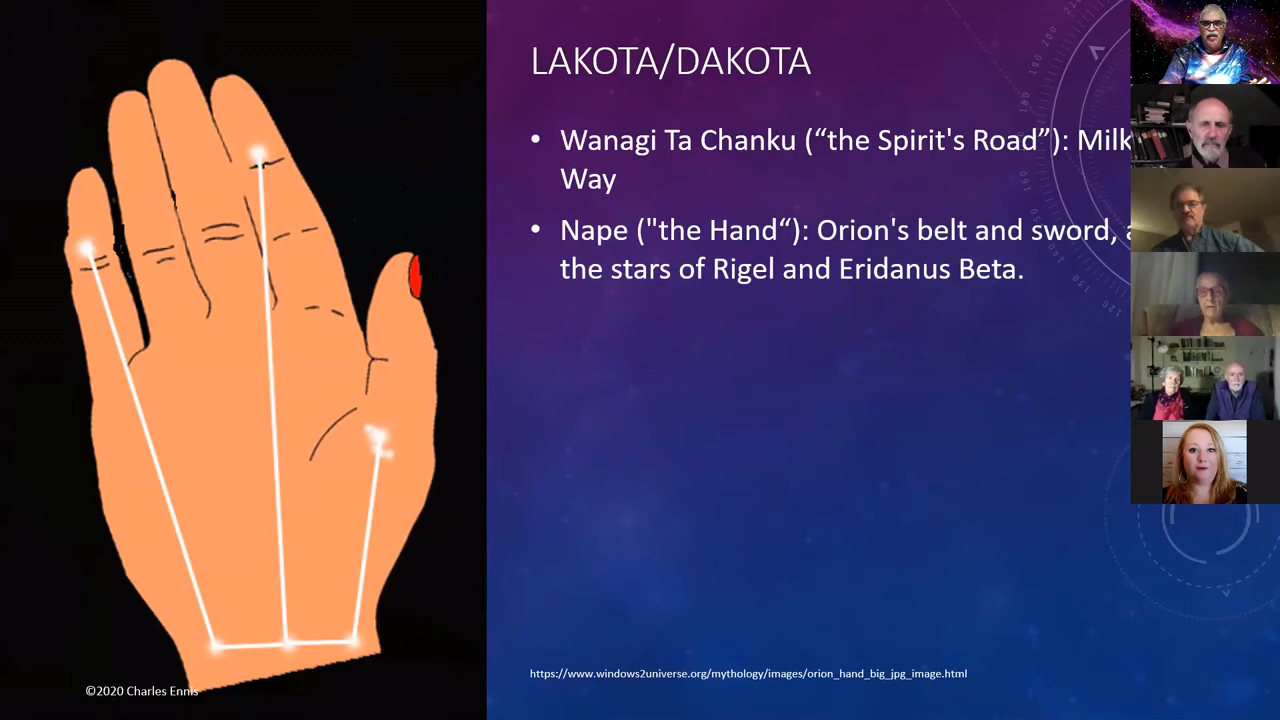 LAKOTA/DAKOTA
• Wanagi Ta Chanku (“the Spirit's Road”): Milk
Way
• Nape ("the Hand“): Orion's belt and sword,
the stars of Rigel and Eridanus Beta.
https://www.windows2universe.org/mythology/images/orion_hand_big_jpg_image.html
©2020 Charles Ennis